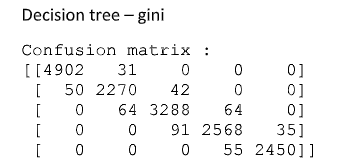 Decision tree – gini
Confusion matrix :
[[4902 31 0 0 0]
[ 50 2270 42 0 0]
[ 0 64 3288 64 0]
[ 0 0 91 2568 35]
[ 0 0 0 55 2450]]